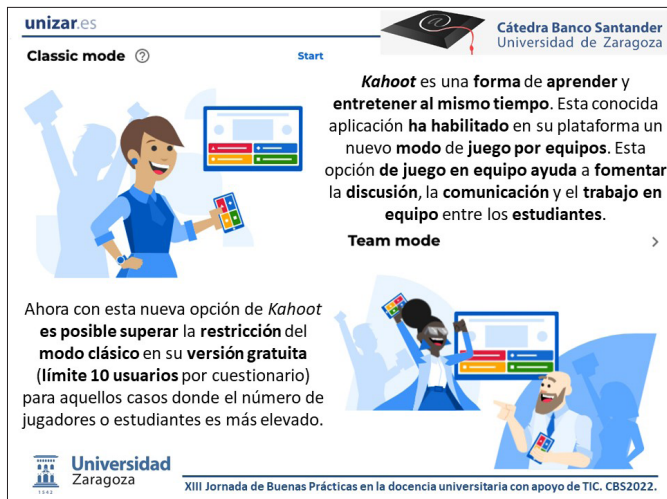 unizar.es
Cátedra Banco Santander
Universidad de Zaragoza
Classic mode
Start
Kahoot es una forma de aprender y
entretener al mismo tiempo. Esta conocida
aplicación ha habilitado en su plataforma un
nuevo modo de juego por equipos. Esta
opción de juego en equipo ayuda a fomentar
la discusión, la comunicación y el trabajo en
equipo entre los estudiantes.
Team mode
Ahora con esta nueva opción de Kahoot
es posible superar la restricción del
modo clásico en su versión gratuita
(límite 10 usuarios por cuestionario)
para aquellos casos donde el número de
jugadores o estudiantes es más elevado.
Universidad
Zaragoza
1542
XIII Jornada de Buenas Prácticas en la docencia universitaria con apoyo de TIC. CBS2022.